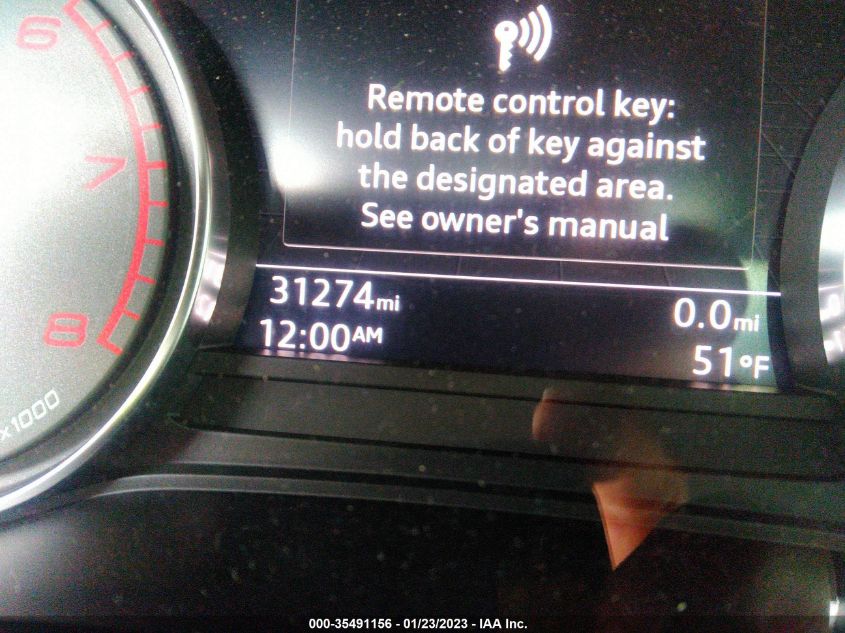 6
7
8
x1000
Remote control key:
hold back of key against
the designated area.
See owner's manual
31274mi
0.0mi
12:00AM
51°F
000-35491156 - 01/23/2023 - IAA Inc.